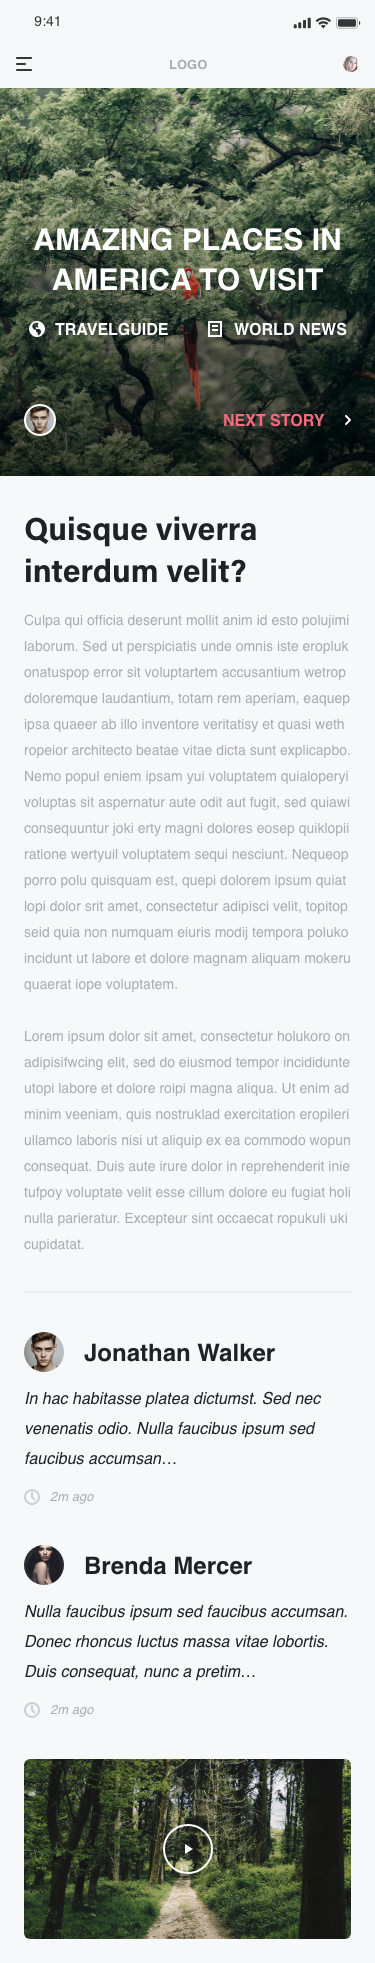 9:41
LOGO
AMAZING PLACES IN
AMERICA TO VISIT
TRAVELGUIDE WORLD NEWS
NEXT STORY
Quisque viverra
interdum velit?
Culpa qui officia deserunt mollit anim id esto polujimi
laborum. Sed ut perspiciatis unde omnis iste eropluk
onatuspop error sit voluptartem accusantium wetrop
doloremque laudantium, totam rem aperiam, eaquep
ipsa quaeer ab illo inventore veritatisy et quasi weth
ropeior architecto beatae vitae dicta sunt explicapbo.
Nemo popul eniem ipsam yui voluptatem quialoperyi
voluptas sit aspernatur aute odit aut fugit, sed quiawi
consequuntur joki erty magni dolores eosep quiklopii
ratione wertyuil voluptatem sequi nesciunt. Nequeop
porro polu quisquam est, quepi dolorem ipsum quiat
lopi dolor srit amet, consectetur adipisci velit, topitop
seid quia non numquam eiuris modij tempora poluko
incidunt ut labore et dolore magnam aliquam mokeru
quaerat iope voluptatem.
Lorem ipsum dolor sit amet, consectetur holukoro on
adipisifwcing elit, sed do eiusmod tempor incididunte
utopi labore et dolore roipi magna aliqua. Ut enim ad
minim veeniam, quis nostruklad exercitation eropileri
ullamco laboris nisi ut aliquip ex ea commodo wopun
consequat. Duis aute irure dolor in reprehenderit inie
tufpoy voluptate velit esse cillum dolore eu fugiat holi
nulla parieratur. Excepteur sint occaecat ropukuli uki
cupidatat.
Jonathan Walker
In hac habitasse platea dictumst. Sed nec
venenatis odio. Nulla faucibus ipsum sed
faucibus accumsan…
2m ago
Brenda Mercer
Nulla faucibus ipsum sed faucibus accumsan.
Donec rhoncus luctus massa vitae lobortis.
Duis consequat, nunc a pretim…
2m ago